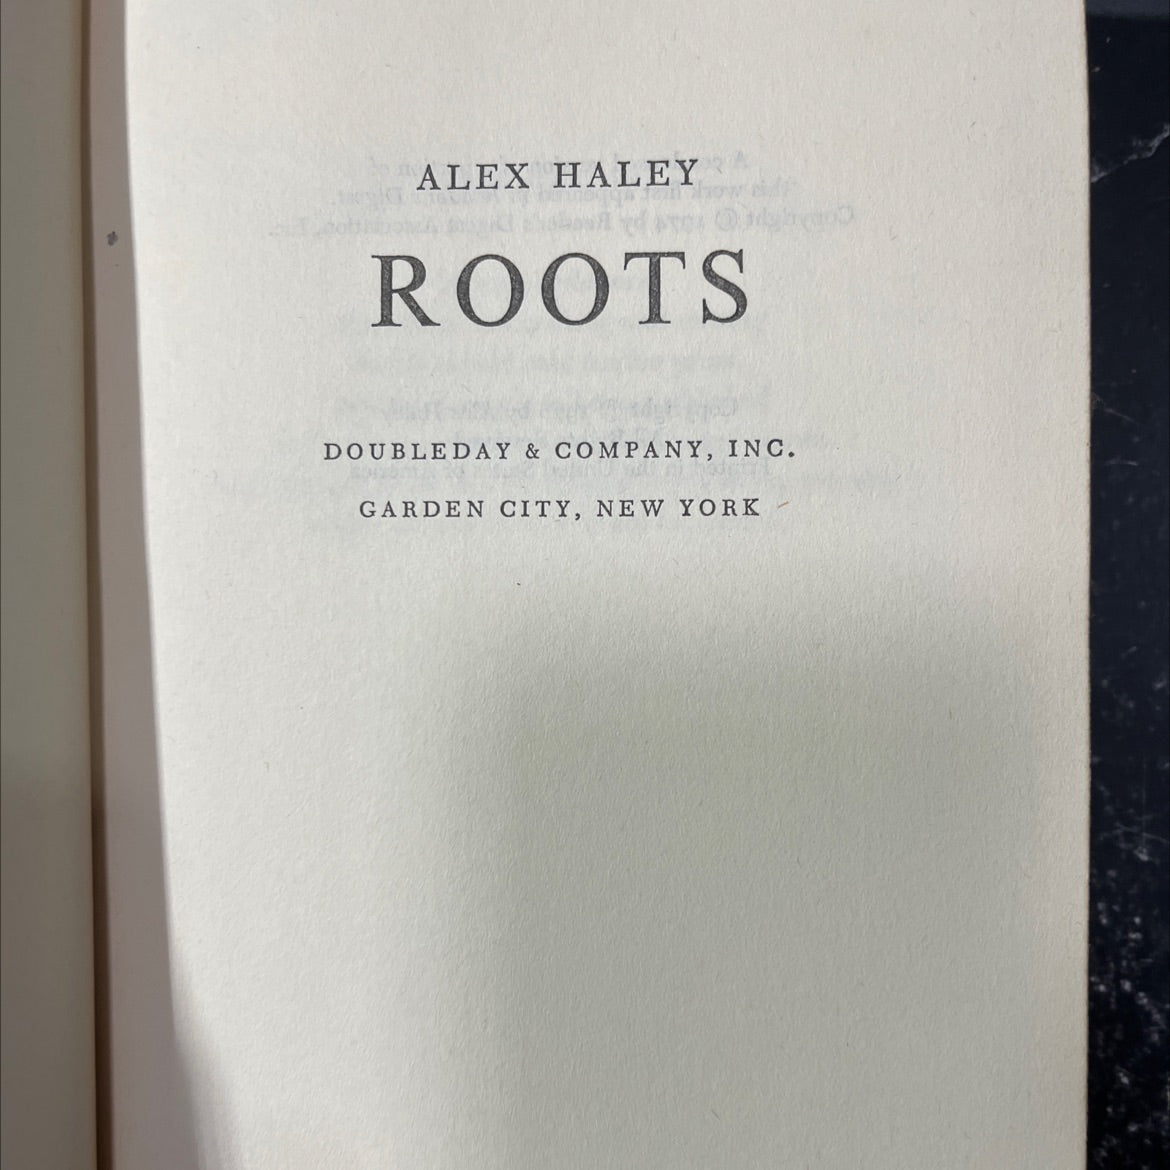 ALEX HALEY
ROOTS
DOUBLEDAY & COMPANY, INC.
GARDEN CITY, NEW YORK